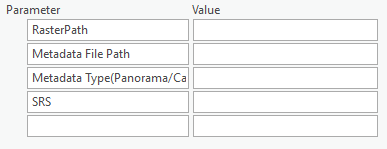 Parameter Value
RasterPath
Metadata File Path
Metadata Type(Panorama/Ca
SRS